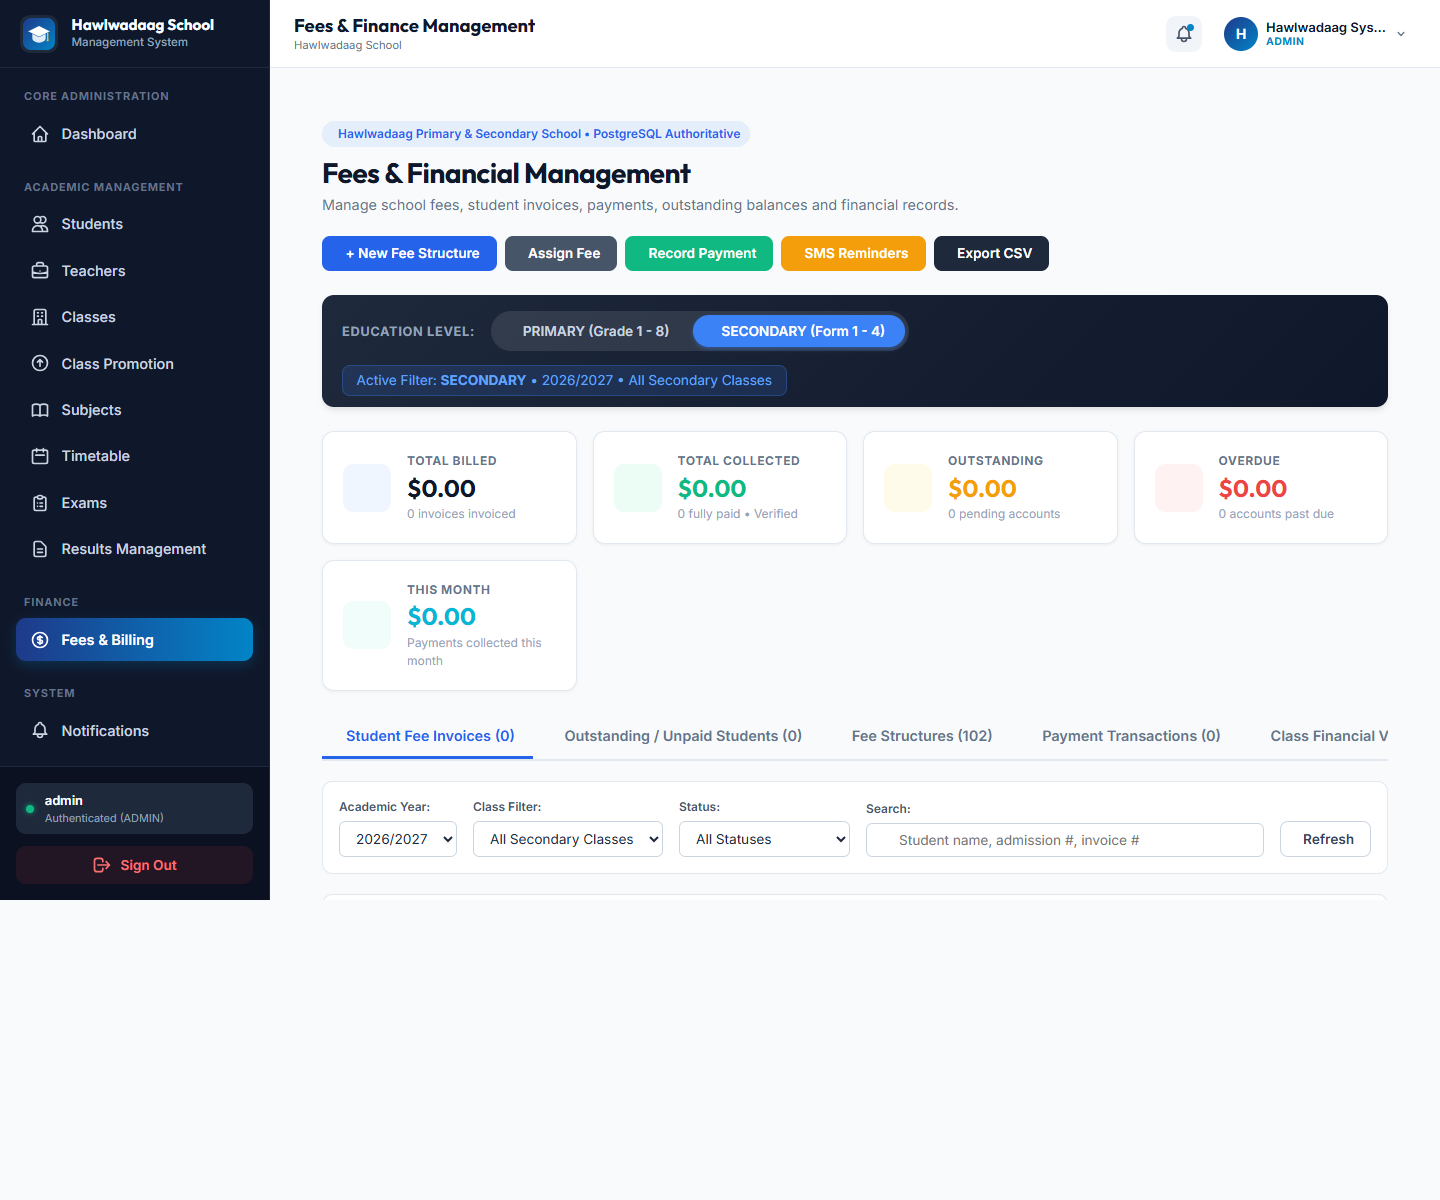 Hawlwadaag School
Management System
CORE ADMINISTRATION
Dashboard
ACADEMIC MANAGEMENT
Students
Teachers
Classes
Class Promotion
Subjects
Timetable
Exams
Results Management
FINANCE
Fees & Billing
SYSTEM
Notifications
admin
Authenticated (ADMIN)
Sign Out
Fees & Finance Management
Hawlwadaag School
H
Hawlwadaag Sys...
ADMIN
Hawlwadaag Primary & Secondary School • PostgreSQL Authoritative
Fees & Financial Management
Manage school fees, student invoices, payments, outstanding balances and financial records.
+ New Fee Structure
Assign Fee
Record Payment
SMS Reminders
Export CSV
EDUCATION LEVEL:
PRIMARY (Grade 1 - 8)
SECONDARY (Form 1 - 4)
Active Filter: SECONDARY • 2026/2027 • All Secondary Classes
TOTAL BILLED
$0.00
0 invoices invoiced
TOTAL COLLECTED
$0.00
0 fully paid • Verified
OUTSTANDING
$0.00
0 pending accounts
OVERDUE
$0.00
0 accounts past due
THIS MONTH
$0.00
Payments collected this
month
Student Fee Invoices (0)
Outstanding / Unpaid Students (0)
Fee Structures (102)
Payment Transactions (0)
Class Financial V
Academic Year:
2026/2027
Class Filter:
All Secondary Classes
Status:
All Statuses
Search:
Student name, admission #, invoice #
Refresh